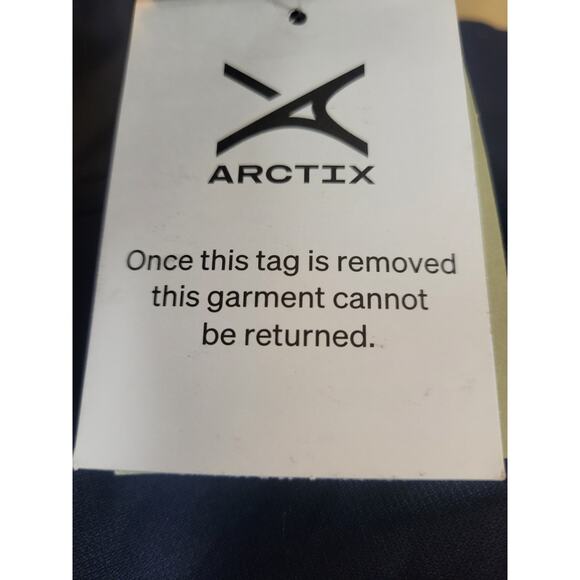 ARCTIX
Once this tag is removed
this garment cannot
be returned.